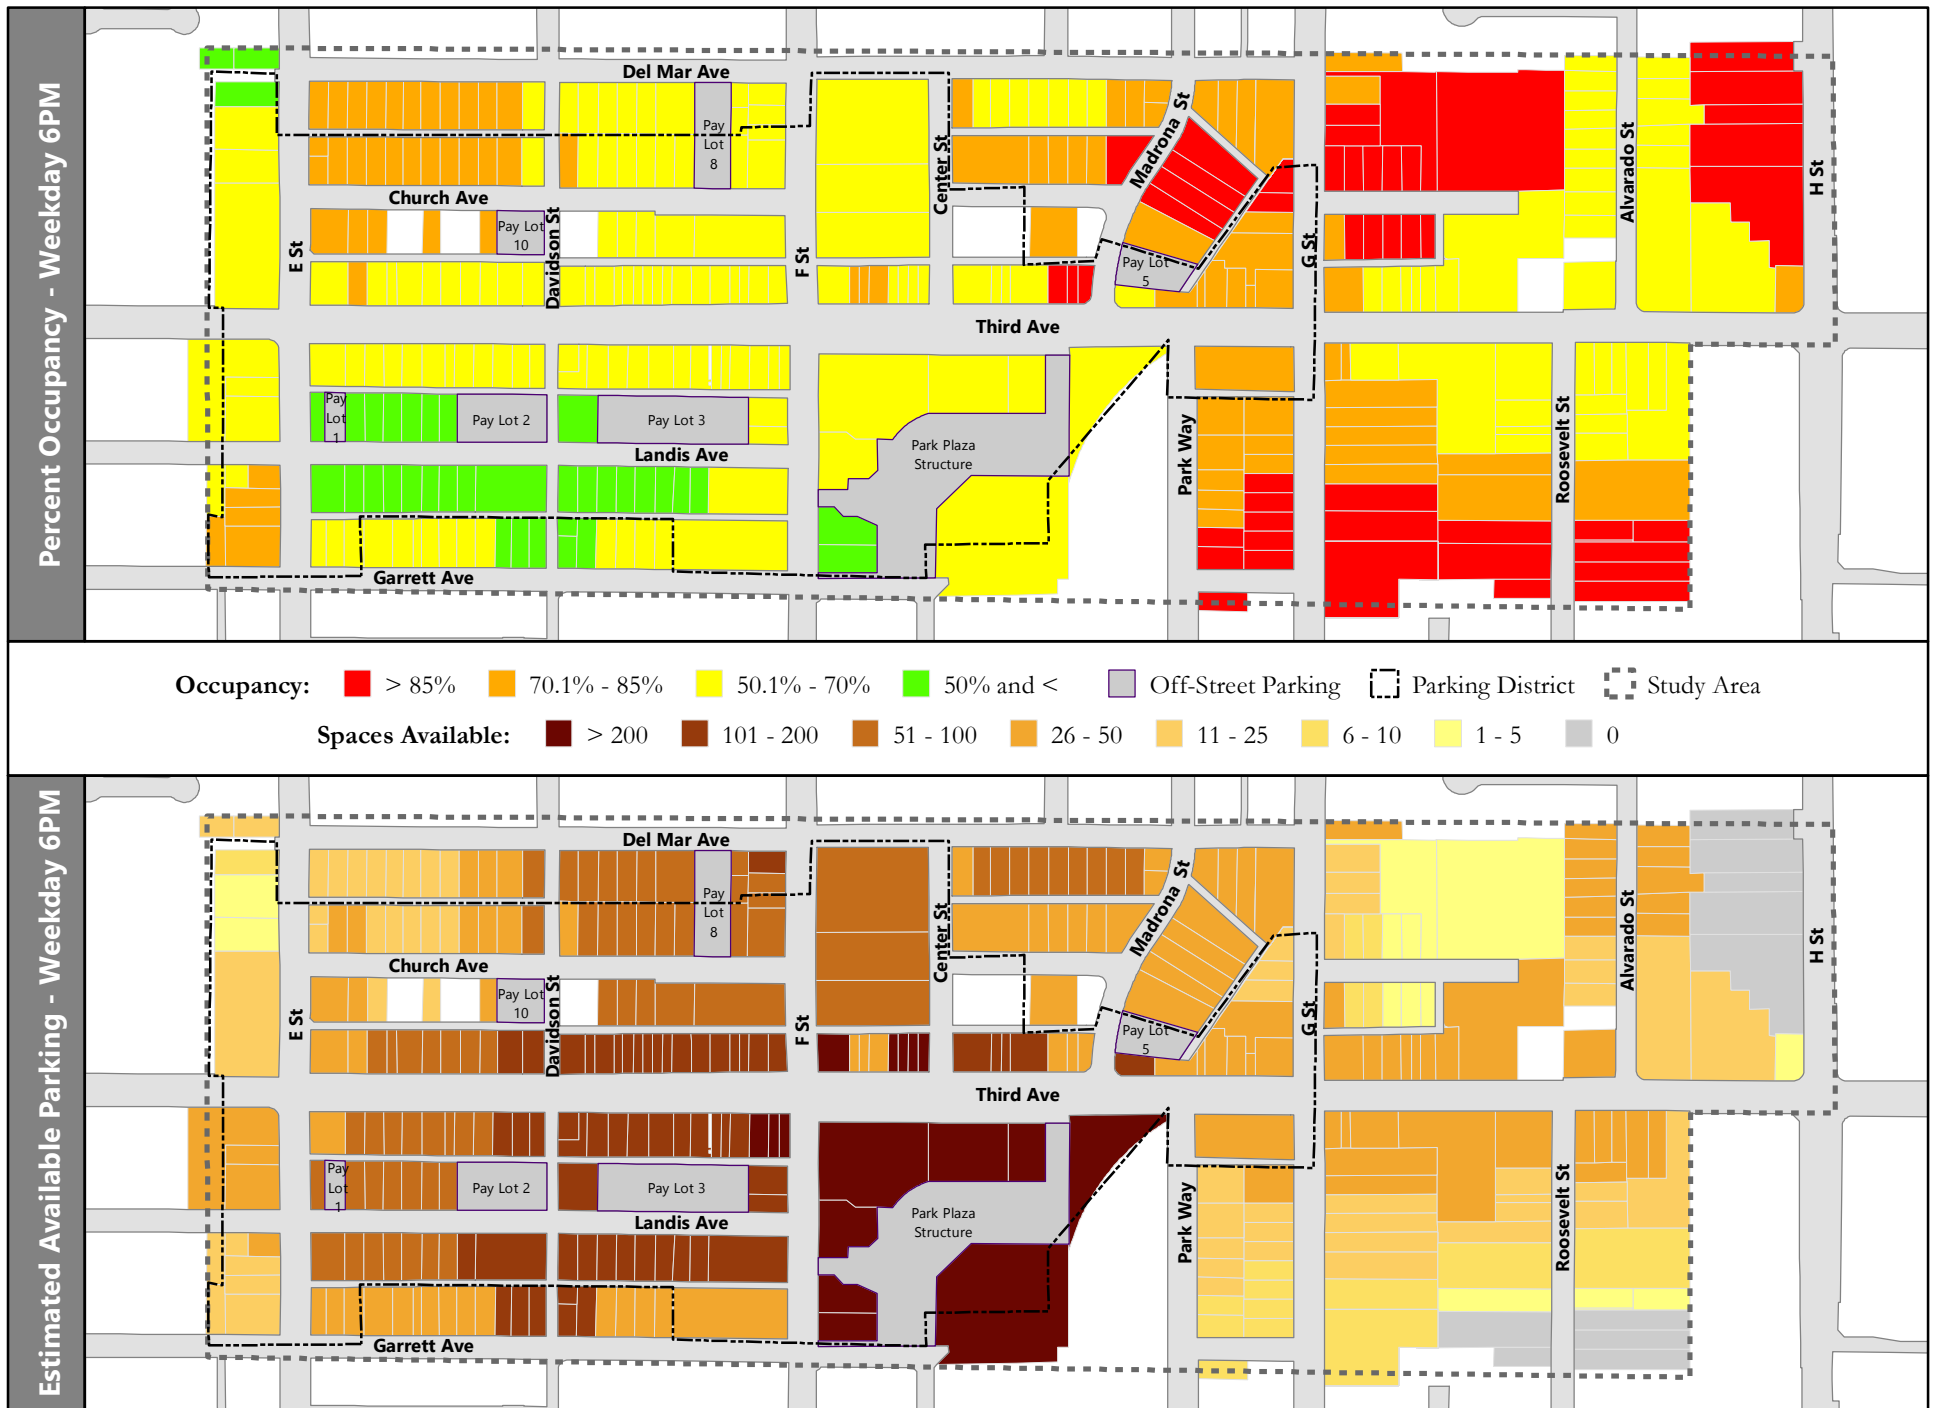 Percent Occupancy - Weekday 6PM
Del Mar Ave
Pay
Lot
8
Church Ave
Pay Lot
10
E St
Davidson St
F St
Center St
Madrona St
Pay Lot
5
G St
Alvarado St
H St
Third Ave
Pay
Lot
1
Pay Lot 2
Pay Lot 3
Landis Ave
Park Plaza
Structure
Park Way
Roosevelt St
Garrett Ave
Occupancy: > 85% 70.1% - 85% 50.1% - 70% 50% and < Off-Street Parking Parking District Study Area
Spaces Available: > 200 101 - 200 51 - 100 26 - 50 11 - 25 6 - 10 1 - 5 0
Estimated Available Parking - Weekday 6PM
Del Mar Ave
Pay
Lot
8
Church Ave
Pay Lot
10
E St
Davidson St
F St
Center St
Madrona St
Pay Lot
5
G St
Alvarado St
H St
Third Ave
Pay
Lot
1
Pay Lot 2
Pay Lot 3
Landis Ave
Park Plaza
Structure
Park Way
Roosevelt St
Garrett Ave